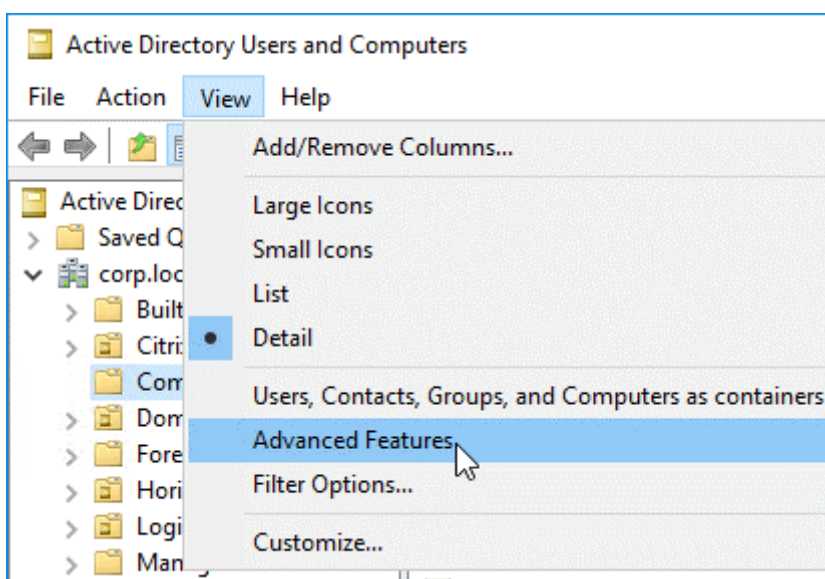 Active Directory Users and Computers
File Action View Help
Add/Remove Columns...
Active Direc
Large Icons
Saved Q
Small Icons
corp.loc
List
Built
Detail
Citri
Com
Users, Contacts, Groups, and Computers as containers
Dom
Advanced Features
Fore
Filter Options...
Hori
Logi
Customize...
Man